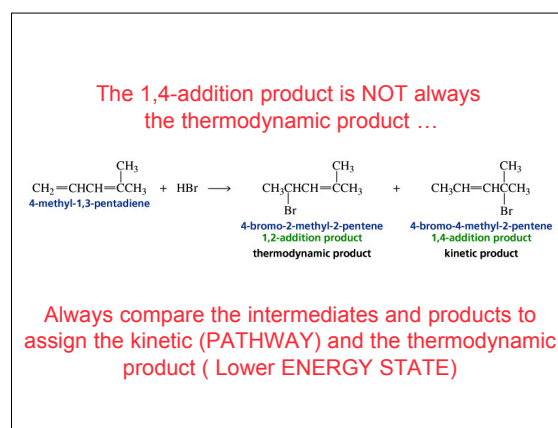 The 1,4-addition product is NOT always
the thermodynamic product …
CH₃ CH₃ CH₃
CH₂=CHCH=CCH₃ + HBr → CH₃CHCH=CCH₃ + CH₃CH=CHCCH₃
4-methyl-1,3-pentadiene
Br Br
4-bromo-2-methyl-2-pentene 4-bromo-4-methyl-2-pentene
1,2-addition product 1,4-addition product
thermodynamic product kinetic product
Always compare the intermediates and products to
assign the kinetic (PATHWAY) and the thermodynamic
product ( Lower ENERGY STATE)